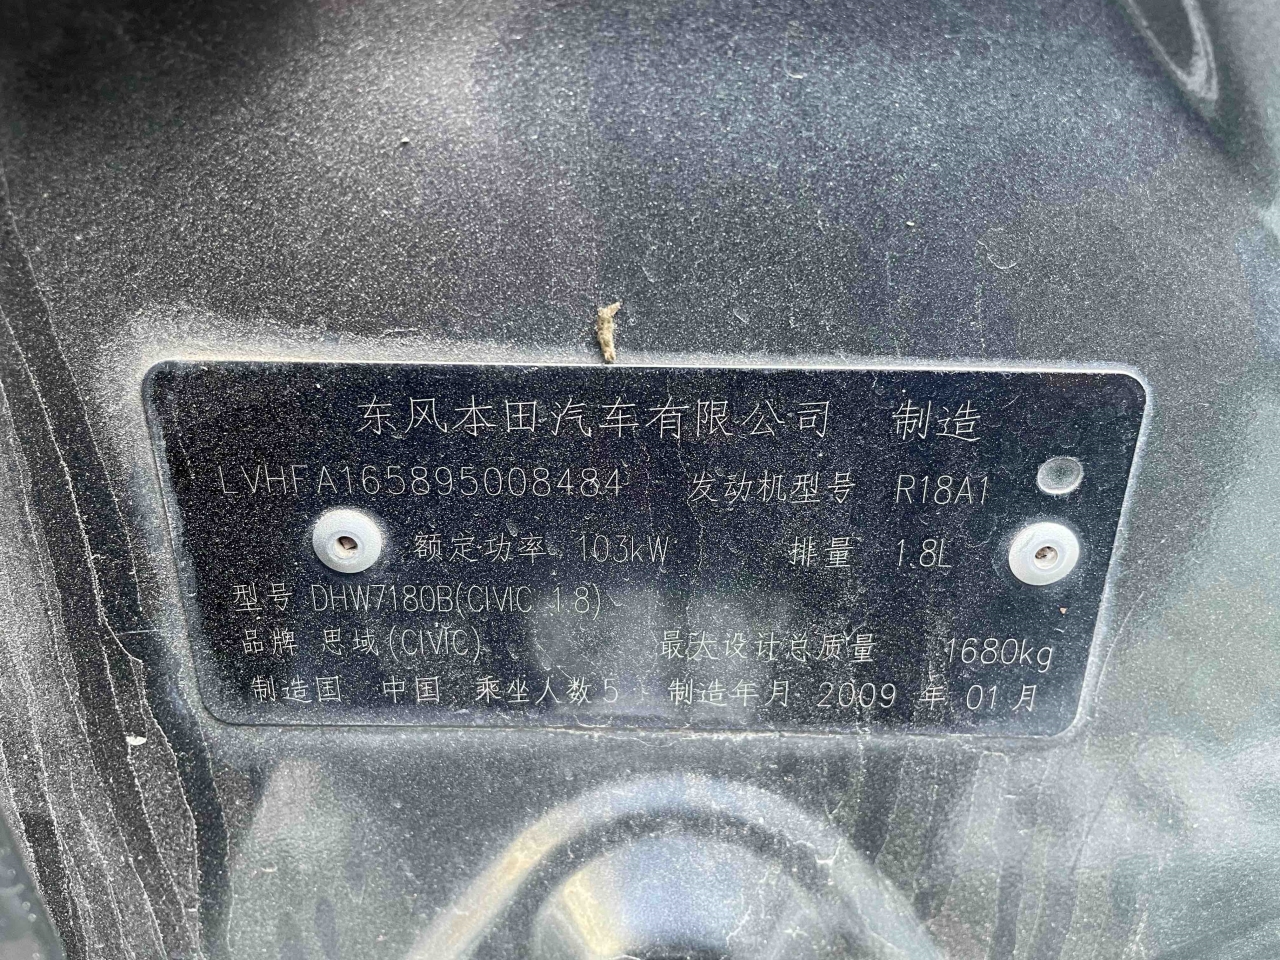 东风本田汽车有限公司 制造
LVHFA165895008484 发动机型号 R18A1
额定功率 103kW 排量 1.8L
型号 DHW7180B(CIVIC 1.8)
品牌 思域(CIVIC) 最大设计总质量 1680kg
制造国 中国 乘坐人数 5 制造年月 2009 年 01 月